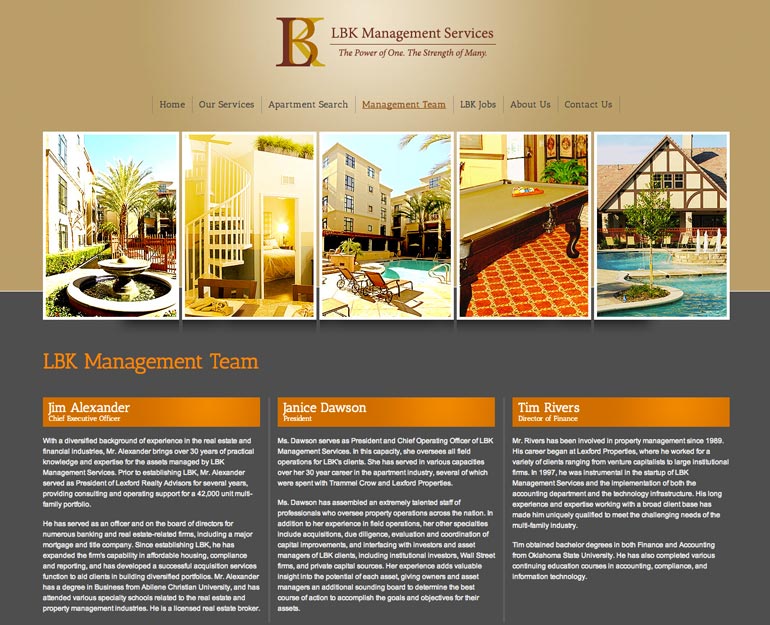 LBK
LBK Management Services
The Power of One. The Strength of Many.
Home
Our Services
Apartment Search
Management Team
LBK Jobs
About Us
Contact Us
LBK Management Team
Jim Alexander
Chief Executive Officer
With a diversified background of experience in the real estate and
financial industries, Mr. Alexander brings over 30 years of practical
knowledge and expertise for the assets managed by LBK
Management Services. Prior to establishing LBK, Mr. Alexander
served as President of Lexford Realty Advisors for several years,
providing consulting and operating support for a 42,000 unit multi-
family portfolio.
He has served as an officer and on the board of directors for
numerous banking and real estate-related firms, including a major
mortgage and title company. Since establishing LBK, he has
expanded the firm's capability in affordable housing, compliance
and reporting, and has developed a successful acquisition services
function to aid clients in building diversified portfolios. Mr. Alexander
has a degree in Business from Abilene Christian University, and has
attended various specialty schools related to the real estate and
property management industries. He is a licensed real estate broker.
Janice Dawson
President
Ms. Dawson serves as President and Chief Operating Officer of LBK
Management Services. In this capacity, she oversees all field
operations for LBK's clients. She has served in various capacities
over her 30 year career in the apartment industry, several of which
were spent with Trammel Crow and Lexford Properties.
Ms. Dawson has assembled an extremely talented staff of
professionals who oversee property operations across the nation. In
addition to her experience in field operations, her other specialties
include acquisitions, due diligence, evaluation and coordination of
capital improvements, and interfacing with investors and asset
managers of LBK clients, including institutional investors, Wall Street
firms, and private capital sources. Her experience adds valuable
insight into the potential of each asset, giving owners and asset
managers an additional sounding board to determine the best
course of action to accomplish the goals and objectives for their
assets.
Tim Rivers
Director of Finance
Mr. Rivers has been involved in property management since 1989.
His career began at Lexford Properties, where he worked for a
variety of clients ranging from venture capitalists to large institutional
firms. In 1997, he was instrumental in the startup of LBK
Management Services and the implementation of both the
accounting department and the technology infrastructure. His long
experience and expertise working with a broad client base has
made him uniquely qualified to meet the challenging needs of the
multi-family industry.
Tim obtained bachelor degrees in both Finance and Accounting
from Oklahoma State University. He has also completed various
continuing education courses in accounting, compliance, and
information technology.